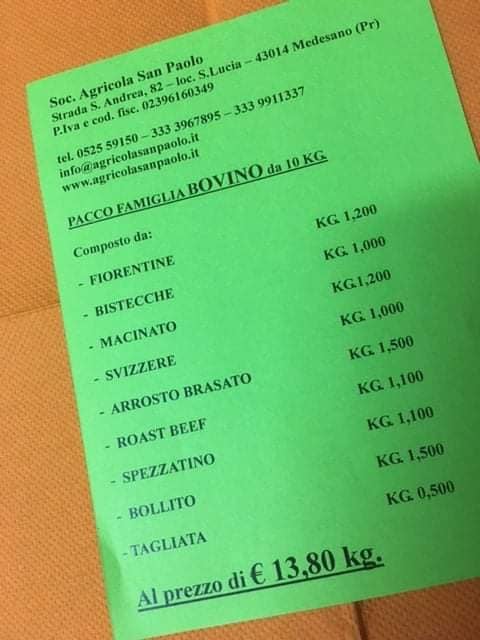 Soc. Agricola San Paolo
Strada S. Andrea, 82 – loc. S.Lucia – 43014 Medesano (Pr)
P.Iva e cod. fisc. 02396160349
tel. 0525 59150 – 333 3967895 – 333 9911337
info@agricolasanpaolo.it
www.agricolasanpaolo.it
PACCO FAMIGLIA BOVINO da 10 KG.
Composto da:
- FIORENTINE KG. 1,200
- BISTECCHE KG. 1,000
- MACINATO KG.1,200
- SVIZZERE KG. 1,000
- ARROSTO BRASATO KG. 1,500
- ROAST BEEF KG. 1,100
- SPEZZATINO KG. 1,100
- BOLLITO KG. 1,500
- TAGLIATA KG. 0,500
Al prezzo di € 13,80 kg.